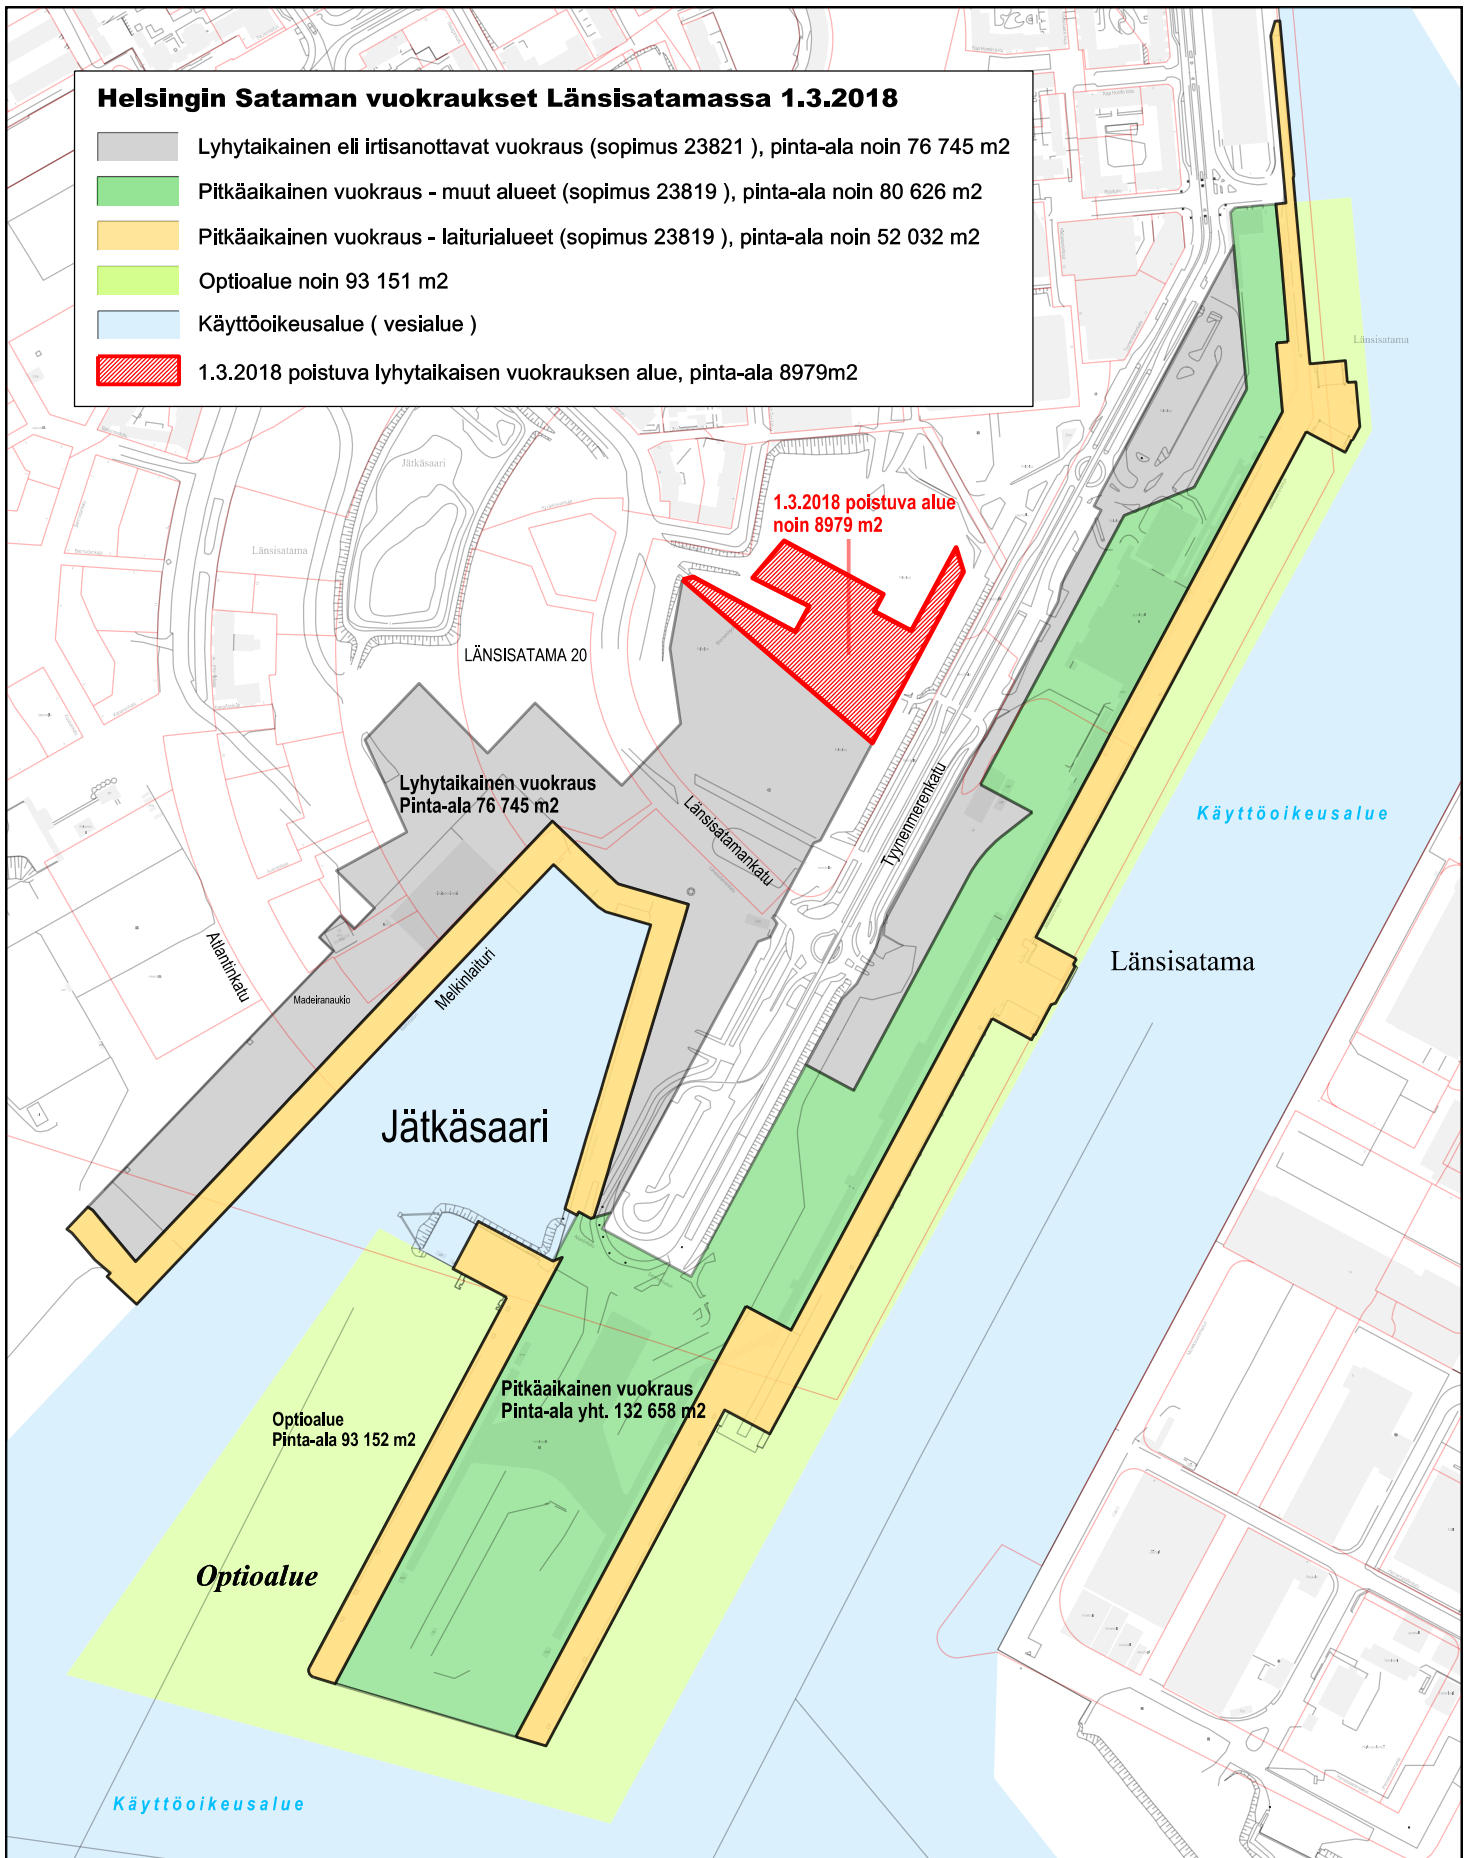 Helsingin Sataman vuokraukset Länsisatamassa 1.3.2018
Lyhytaikainen eli irtisanottavat vuokraus (sopimus 23821 ), pinta-ala noin 76 745 m2
Pitkäaikainen vuokraus - muut alueet (sopimus 23819 ), pinta-ala noin 80 626 m2
Pitkäaikainen vuokraus - laiturialueet (sopimus 23819 ), pinta-ala noin 52 032 m2
Optioalue noin 93 151 m2
Käyttöoikeusalue ( vesialue )
1.3.2018 poistuva lyhytaikaisen vuokrauksen alue, pinta-ala 8979m2
Länsisatama
Jätkäsaari
1.3.2018 poistuva alue
noin 8979 m2
Länsisatama
LÄNSISATAMA 20
Lyhytaikainen vuokraus
Pinta-ala 76 745 m2
Länsisatamankatu
Tyynenmerenkatu
Käyttöoikeusalue
Atlantinkatu
Melkinlaituri
Madeiranaukio
Länsisatama
Jätkäsaari
Pitkäaikainen vuokraus
Pinta-ala yht. 132 658 m2
Optioalue
Pinta-ala 93 152 m2
Optioalue
Käyttöoikeusalue